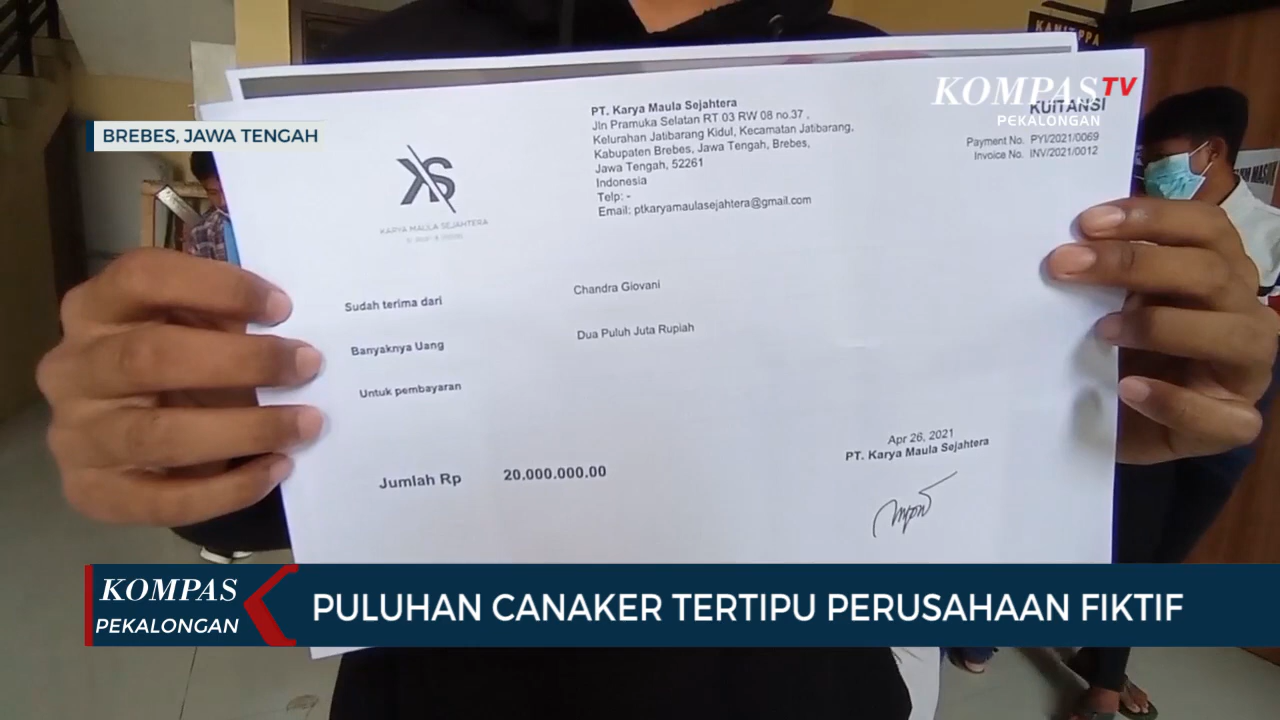 KOMPAS TV
PEKALONGAN
BREBES, JAWA TENGAH
KS
KARYA MAULA SEJAHTERA
PT. Karya Maula Sejahtera
Jln Pramuka Selatan RT 03 RW 08 no.37 ,
Kelurahan Jatibarang Kidul, Kecamatan Jatibarang,
Kabupaten Brebes, Jawa Tengah, Brebes,
Jawa Tengah, 52261
Indonesia
Telp: -
Email: ptkaryamaulasejahtera@gmail.com
KUITANSI
Payment No. PYI/2021/0069
Invoice No. INV/2021/0012
Sudah terima dari Chandra Giovani
Banyaknya Uang Dua Puluh Juta Rupiah
Untuk pembayaran
Jumlah Rp 20.000.000.00
Apr 26, 2021
PT. Karya Maula Sejahtera
KOMPAS
PEKALONGAN
PULUHAN CANAKER TERTIPU PERUSAHAAN FIKTIF